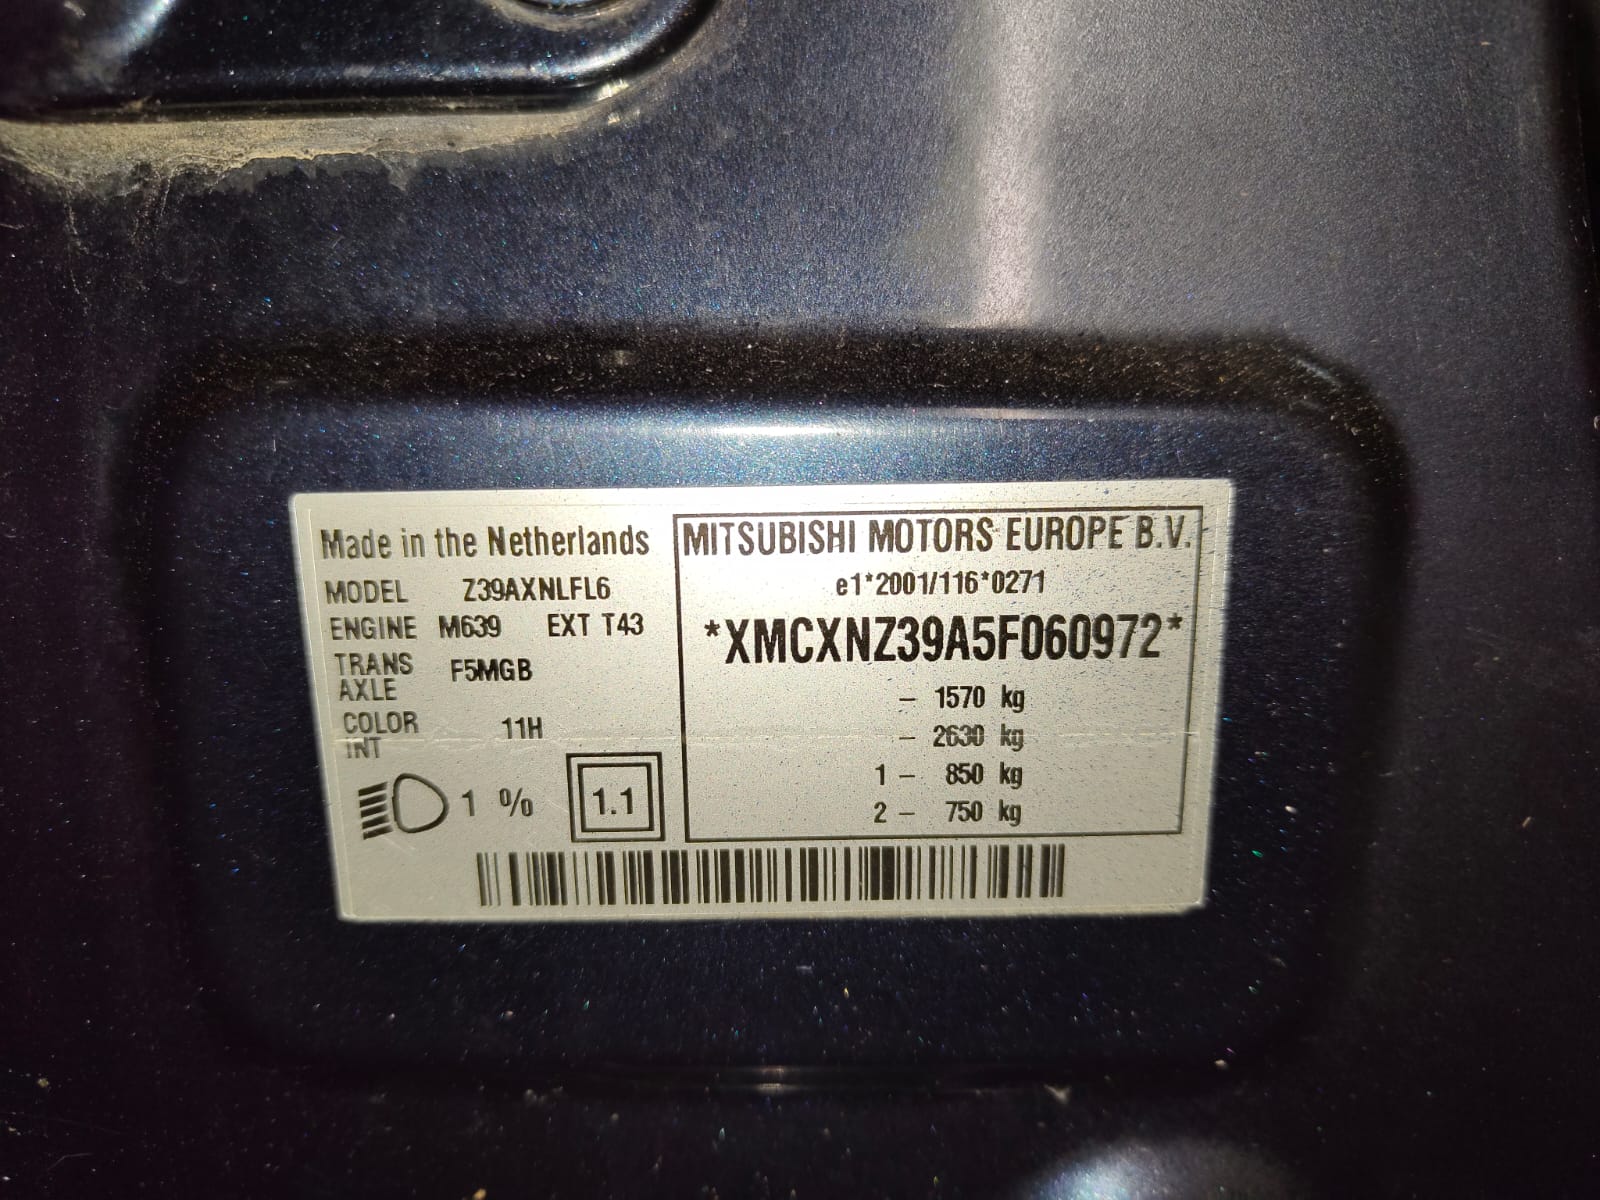 Made in the Netherlands
MODEL Z39AXNLFL6
ENGINE M639 EXT T43
TRANS
AXLE F5MGB
COLOR
INT 11H
1 % 1.1
MITSUBISHI MOTORS EUROPE B.V.
e1*2001/116*0271
*XMCXNZ39A5F060972*
– 1570 kg
– 2630 kg
1 – 850 kg
2 – 750 kg